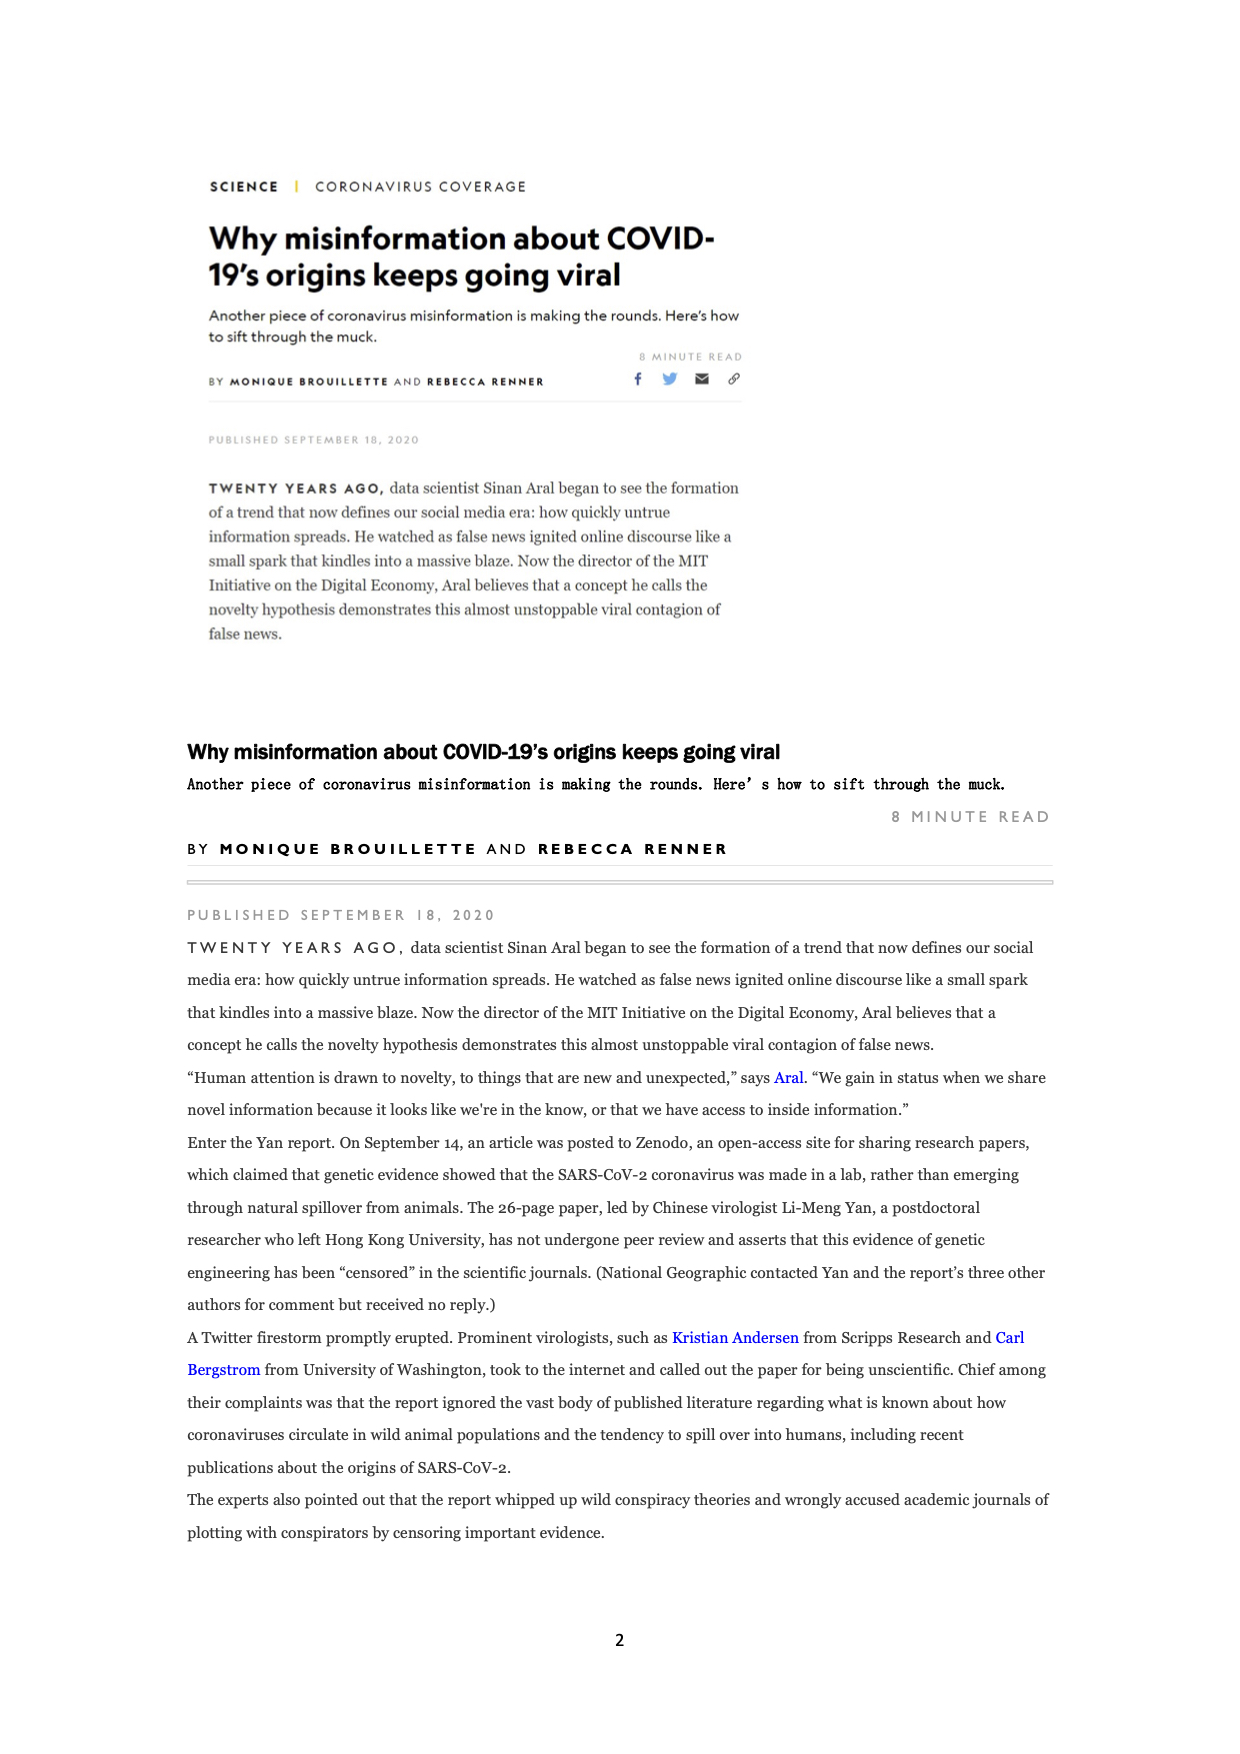 SCIENCE | CORONAVIRUS COVERAGE
Why misinformation about COVID-
19's origins keeps going viral
Another piece of coronavirus misinformation is making the rounds. Here's how
to sift through the muck.
8 MINUTE READ
BY MONIQUE BROUILLETTE AND REBECCA RENNER
PUBLISHED SEPTEMBER 18, 2020
TWENTY YEARS AGO, data scientist Sinan Aral began to see the formation
of a trend that now defines our social media era: how quickly untrue
information spreads. He watched as false news ignited online discourse like a
small spark that kindles into a massive blaze. Now the director of the MIT
Initiative on the Digital Economy, Aral believes that a concept he calls the
novelty hypothesis demonstrates this almost unstoppable viral contagion of
false news.
Why misinformation about COVID-19’s origins keeps going viral
Another piece of coronavirus misinformation is making the rounds. Here’s how to sift through the muck.
8 MINUTE READ
BY MONIQUE BROUILLETTE AND REBECCA RENNER
PUBLISHED SEPTEMBER 18, 2020
TWENTY YEARS AGO, data scientist Sinan Aral began to see the formation of a trend that now defines our social
media era: how quickly untrue information spreads. He watched as false news ignited online discourse like a small spark
that kindles into a massive blaze. Now the director of the MIT Initiative on the Digital Economy, Aral believes that a
concept he calls the novelty hypothesis demonstrates this almost unstoppable viral contagion of false news.
“Human attention is drawn to novelty, to things that are new and unexpected,” says Aral. “We gain in status when we share
novel information because it looks like we're in the know, or that we have access to inside information.”
Enter the Yan report. On September 14, an article was posted to Zenodo, an open-access site for sharing research papers,
which claimed that genetic evidence showed that the SARS-CoV-2 coronavirus was made in a lab, rather than emerging
through natural spillover from animals. The 26-page paper, led by Chinese virologist Li-Meng Yan, a postdoctoral
researcher who left Hong Kong University, has not undergone peer review and asserts that this evidence of genetic
engineering has been “censored” in the scientific journals. (National Geographic contacted Yan and the report’s three other
authors for comment but received no reply.)
A Twitter firestorm promptly erupted. Prominent virologists, such as Kristian Andersen from Scripps Research and Carl
Bergstrom from University of Washington, took to the internet and called out the paper for being unscientific. Chief among
their complaints was that the report ignored the vast body of published literature regarding what is known about how
coronaviruses circulate in wild animal populations and the tendency to spill over into humans, including recent
publications about the origins of SARS-CoV-2.
The experts also pointed out that the report whipped up wild conspiracy theories and wrongly accused academic journals of
plotting with conspirators by censoring important evidence.
2